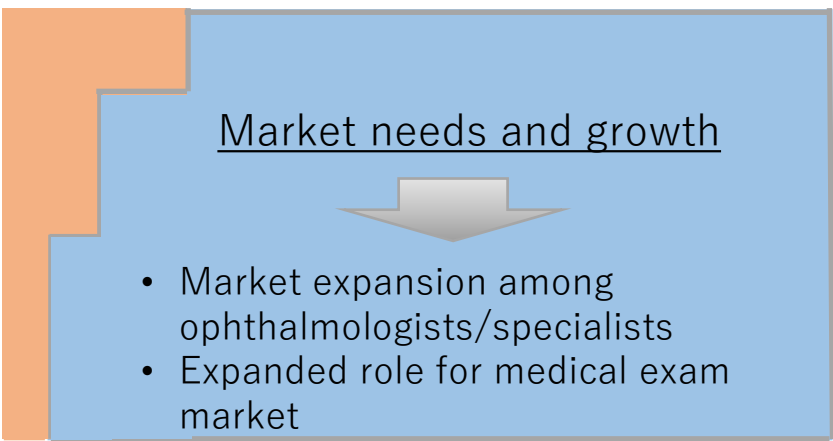 Market needs and growth
• Market expansion among
ophthalmologists/specialists
• Expanded role for medical exam
market